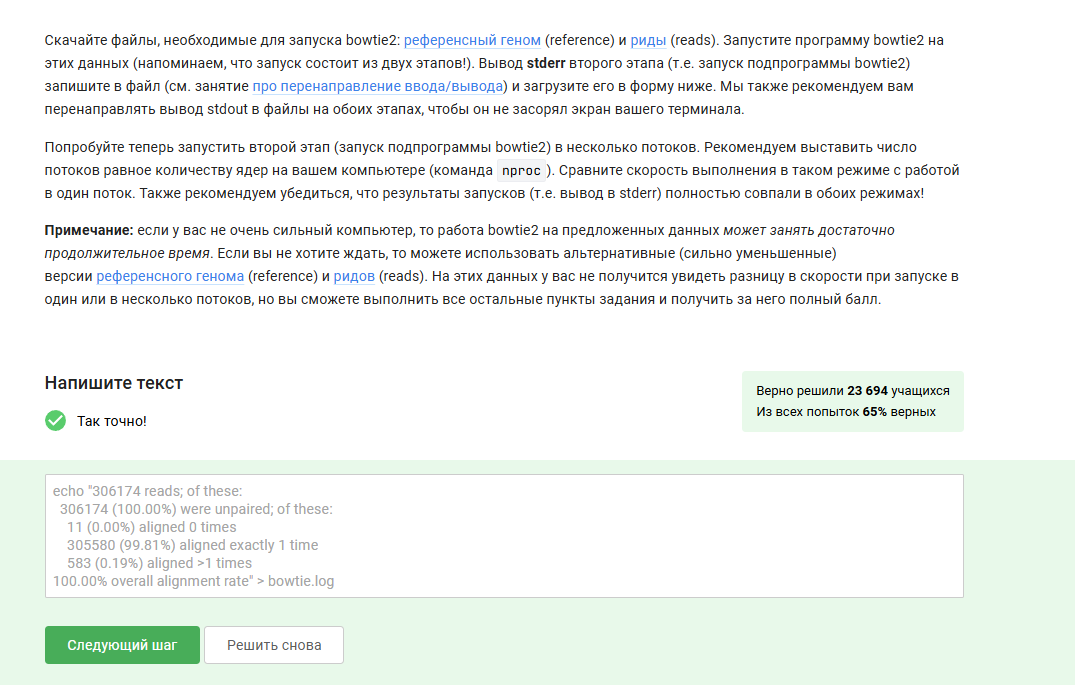 Скачайте файлы, необходимые для запуска bowtie2: референсный геном (reference) и риды (reads). Запустите программу bowtie2 на
этих данных (напоминаем, что запуск состоит из двух этапов!). Вывод stderr второго этапа (т.е. запуск подпрограммы bowtie2)
запишите в файл (см. занятие про перенаправление ввода/вывода) и загрузите его в форму ниже. Мы также рекомендуем вам
перенаправлять вывод stdout в файлы на обоих этапах, чтобы он не засорял экран вашего терминала.
Попробуйте теперь запустить второй этап (запуск подпрограммы bowtie2) в несколько потоков. Рекомендуем выставить число
потоков равное количеству ядер на вашем компьютере (команда nproc ). Сравните скорость выполнения в таком режиме с работой
в один поток. Также рекомендуем убедиться, что результаты запусков (т.е. вывод в stderr) полностью совпали в обоих режимах!
Примечание: если у вас не очень сильный компьютер, то работа bowtie2 на предложенных данных может занять достаточно
продолжительное время. Если вы не хотите ждать, то можете использовать альтернативные (сильно уменьшенные)
версии референсного генома (reference) и ридов (reads). На этих данных у вас не получится увидеть разницу в скорости при запуске в
один или в несколько потоков, но вы сможете выполнить все остальные пункты задания и получить за него полный балл.
Напишите текст
Верно решили 23 694 учащихся
Из всех попыток 65% верных
Так точно!
echo "306174 reads; of these:
306174 (100.00%) were unpaired; of these:
11 (0.00%) aligned 0 times
305580 (99.81%) aligned exactly 1 time
583 (0.19%) aligned >1 times
100.00% overall alignment rate" > bowtie.log
Следующий шаг
Решить снова